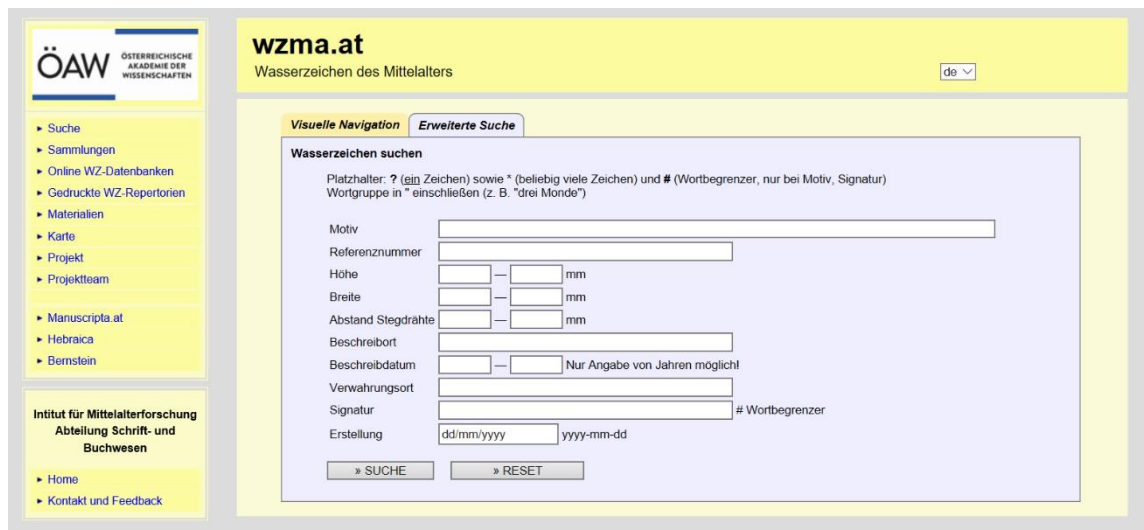 ÖAW
ÖSTERREICHISCHE
AKADEMIE DER
WISSENSCHAFTEN
► Suche
► Sammlungen
► Online WZ-Datenbanken
► Gedruckte WZ-Repertorien
► Materialien
► Karte
► Projekt
► Projektteam
► Manuscripta.at
► Hebraica
► Bernstein
Intitut für Mittelalterforschung
Abteilung Schrift- und
Buchwesen
► Home
► Kontakt und Feedback
wzma.at
Wasserzeichen des Mittelalters
de
Visuelle Navigation Erweiterte Suche
Wasserzeichen suchen
Platzhalter: ? (ein Zeichen) sowie * (beliebig viele Zeichen) und # (Wortbegrenzer, nur bei Motiv, Signatur)
Wortgruppe in " einschließen (z. B. "drei Monde")
Motiv
Referenznummer
Höhe — mm
Breite — mm
Abstand Stegdrähte — mm
Beschreibort
Beschreibdatum — Nur Angabe von Jahren möglich!
Verwahrungsort
Signatur # Wortbegrenzer
Erstellung dd/mm/yyyy yyyy-mm-dd
» SUCHE » RESET